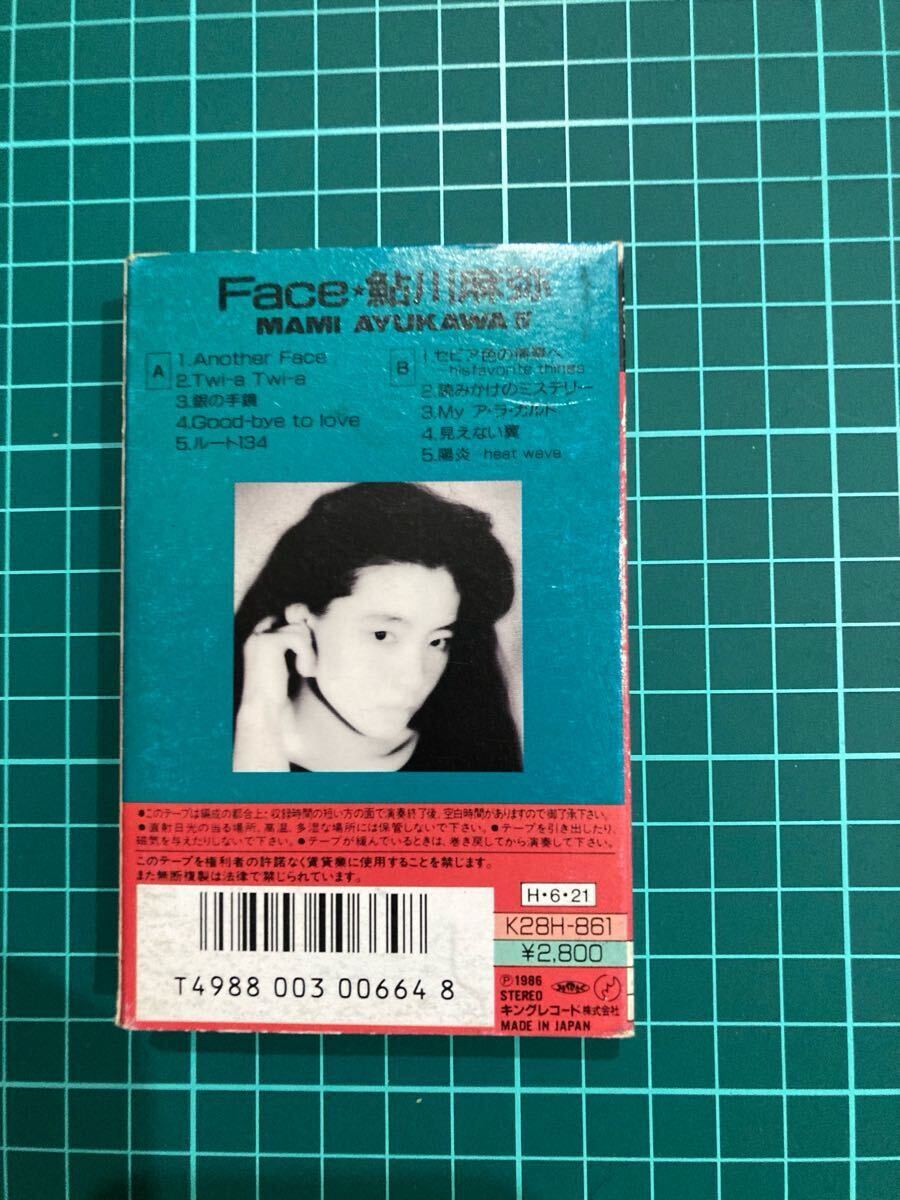 Face★鮎川麻弥
MAMI AYUKAWA IV
A
1.Another Face
2.Twi-a Twi-a
3.銀の手鏡
4.Good-bye to love
5.ルート134
B
1.セピア色の へ
—his favorite things
2.読みかけのミステリー
3.My ア・ラ・カルト
4.見えない翼
5.陽炎 heat wave
●このテープは編成の都合上、収録時間の短い方の面で演奏終了後、空白時間がありますので御了承下さい。
●直射日光の当る場所、高温、多湿な場所には保管しないで下さい。●テープを引き出したり、
磁気を与えたりしないで下さい。●テープが緩んでいるときは、巻き戻してから演奏して下さい。
このテープを権利者の許諾なく賃貸業に使用することを禁じます。
また無断複製は法律で禁じられています。
H・6・21
K28H-861
¥2,800
T4988 003 00664 8
Ⓟ1986
STEREO
キングレコード株式会社
MADE IN JAPAN